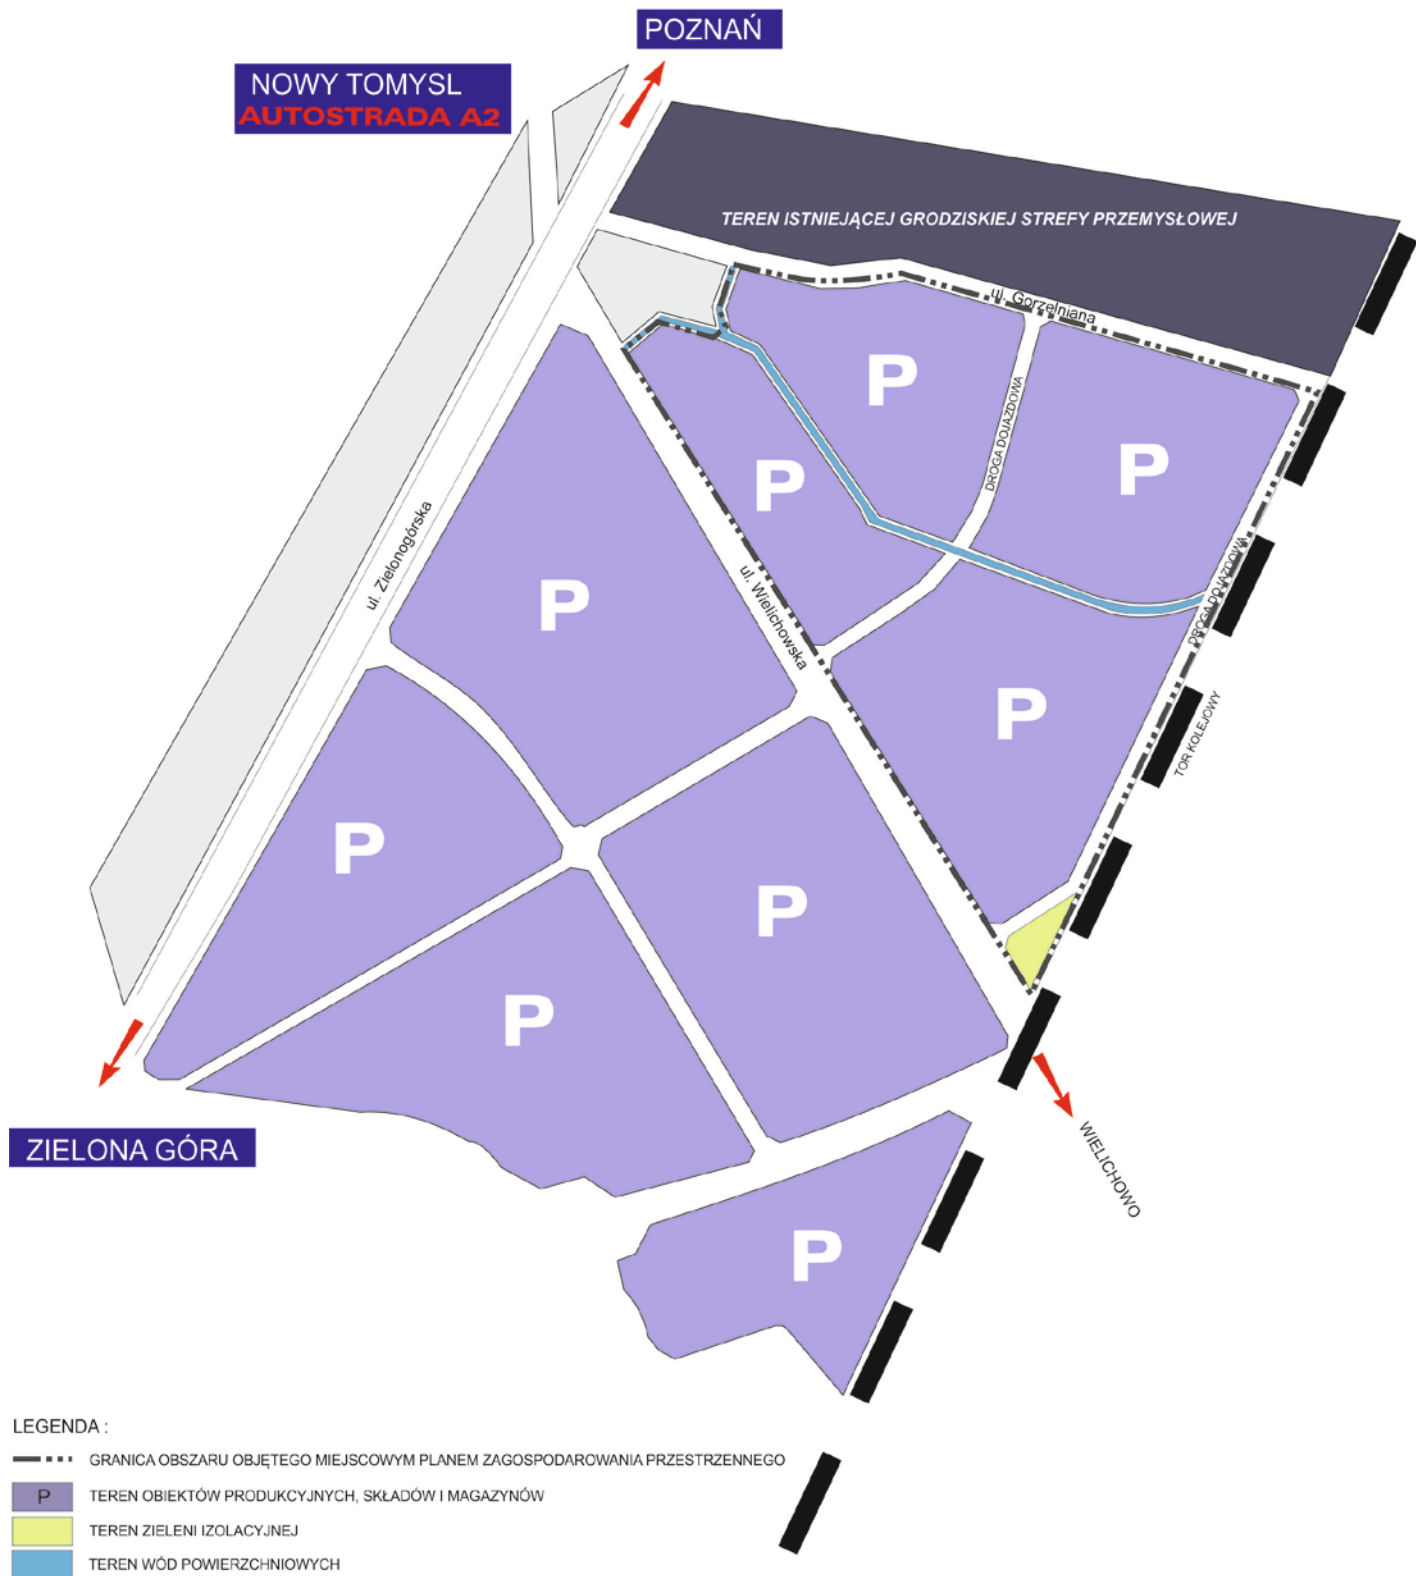 POZNAŃ
NOWY TOMYSL
AUTOSTRADA A2
TEREN ISTNIEJĄCEJ GRODZISKIEJ STREFY PRZEMYSŁOWEJ
ul. Gorzelniana
P
DROGA DOJAZDOWA
P
P
ul. Zielonogórska
P
ul. Wielichowska
DROGA DOJAZDOWA
P
TOR KOLEJOWY
P
P
P
ZIELONA GÓRA
WIELICHOWO
P
LEGENDA :
GRANICA OBSZARU OBJĘTEGO MIEJSCOWYM PLANEM ZAGOSPODAROWANIA PRZESTRZENNEGO
P TEREN OBIEKTÓW PRODUKCYJNYCH, SKŁADÓW I MAGAZYNÓW
TEREN ZIELENI IZOLACYJNEJ
TEREN WÓD POWIERZCHNIOWYCH